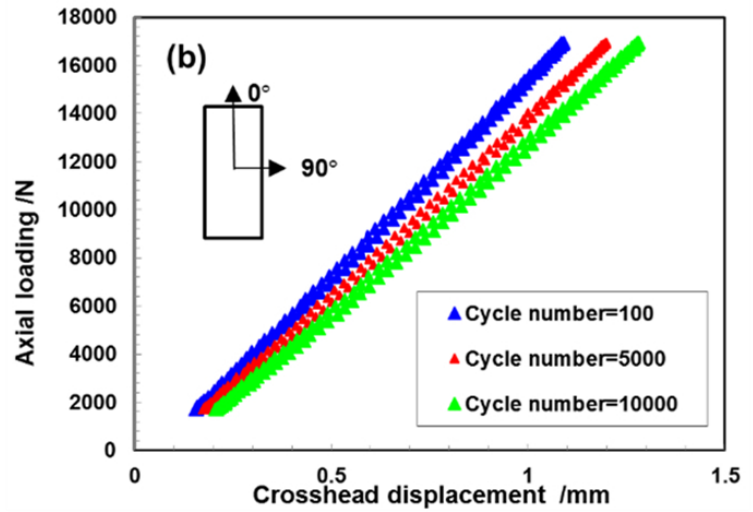 18000
16000
14000
12000
10000
8000
6000
4000
2000
0
Axial loading /N
(b)
0°
90°
Cycle number=100
Cycle number=5000
Cycle number=10000
0
0.5
1
1.5
Crosshead displacement /mm